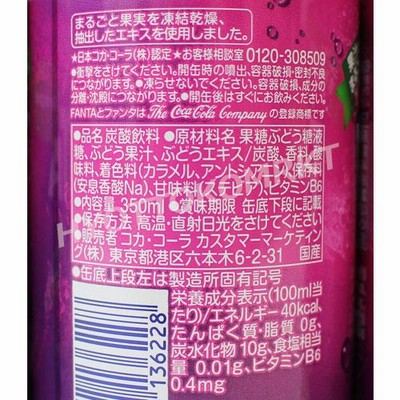 まるごと果実を凍結乾燥、
抽出したエキスを使用しました。
★日本コカ・コーラ(株)認定★お客様相談室 0120-308509
●衝撃をさけてください。開缶時の噴出、容器破損・密封不良
につながります。●凍らせないでください。容器破損、成分の
分離・沈殿につながります。●開缶後はすぐにお飲みください。
FANTAとファンタは The Coca-Cola Company の登録商標です
●品名 炭酸飲料 ●原材料名 果糖ぶどう糖液
糖、ぶどう果汁、ぶどうエキス/炭酸、香料、酸
味料、着色料(カラメル、アントシアニン)、保存料
(安息香酸Na)、甘味料(ステビア)、ビタミンB6
●内容量 350ml ●賞味期限 缶底下段に記載
●保存方法 高温・直射日光をさけてください
●販売者 コカ・コーラ カスタマーマーケティ
ング(株) 東京都港区六本木6-2-31 国産
●缶底上段左は製造所固有記号
栄養成分表示(100ml当
たり)/エネルギー 40kcal、
たんぱく質・脂質 0g、
炭水化物 10g、食塩相当
量 0.01g、ビタミンB6
0.4mg
136228